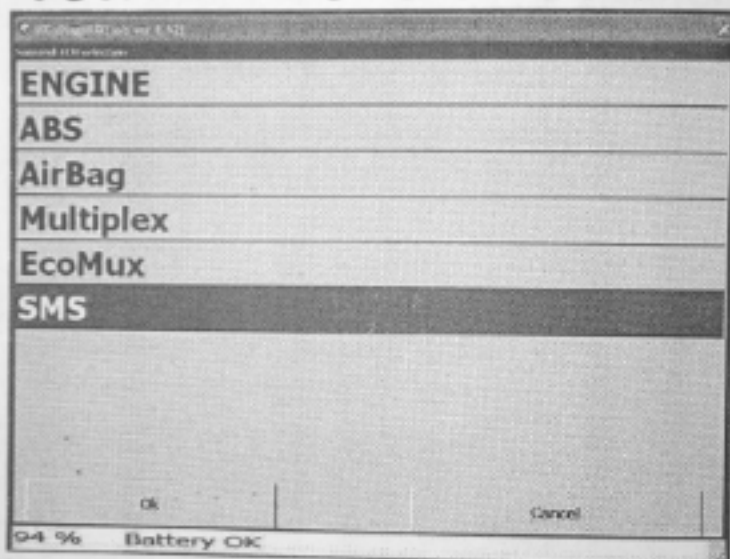 ENGINE
ABS
AirBag
Multiplex
EcoMux
SMS
Ok Cancel
94 % Battery OK